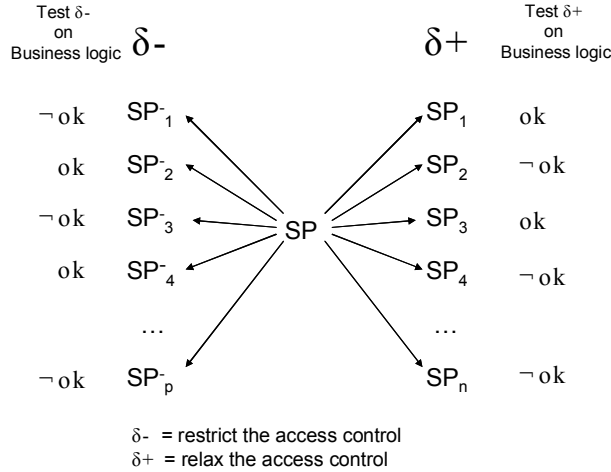 Test δ- on Business logic
δ-
δ+
Test δ+ on Business logic
¬ ok SP⁻₁ SP₁ ok
ok SP⁻₂ SP₂ ¬ ok
¬ ok SP⁻₃ SP SP₃ ok
ok SP⁻₄ SP₄ ¬ ok
... ...
¬ ok SP⁻ₚ SPₙ ¬ ok
δ- = restrict the access control
δ+ = relax the access control